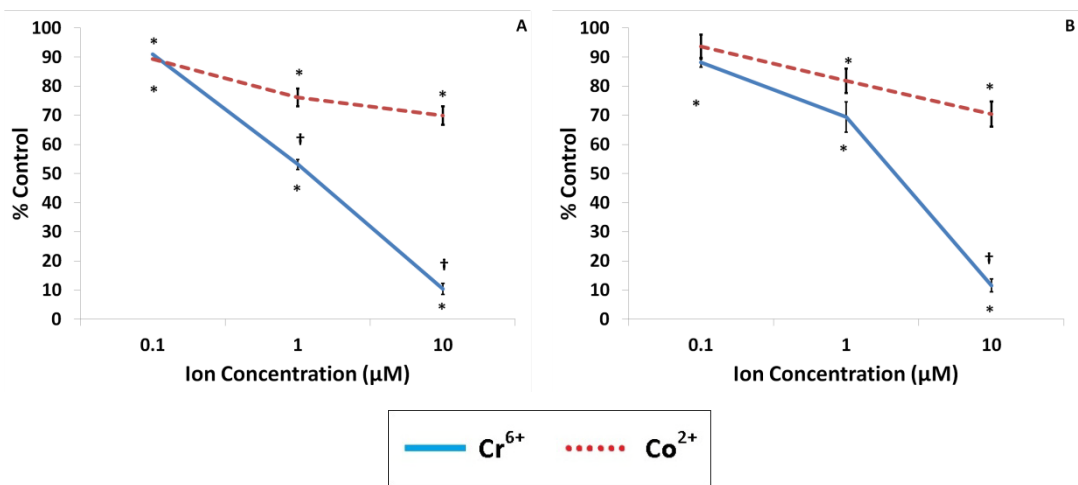 A
100
90
80
70
60
50
40
30
20
10
0
% Control
* * * * † * † *
0.1 1 10
Ion Concentration (μM)
B
100
90
80
70
60
50
40
30
20
10
0
% Control
* * * * † *
0.1 1 10
Ion Concentration (μM)
Cr⁶⁺ Co²⁺